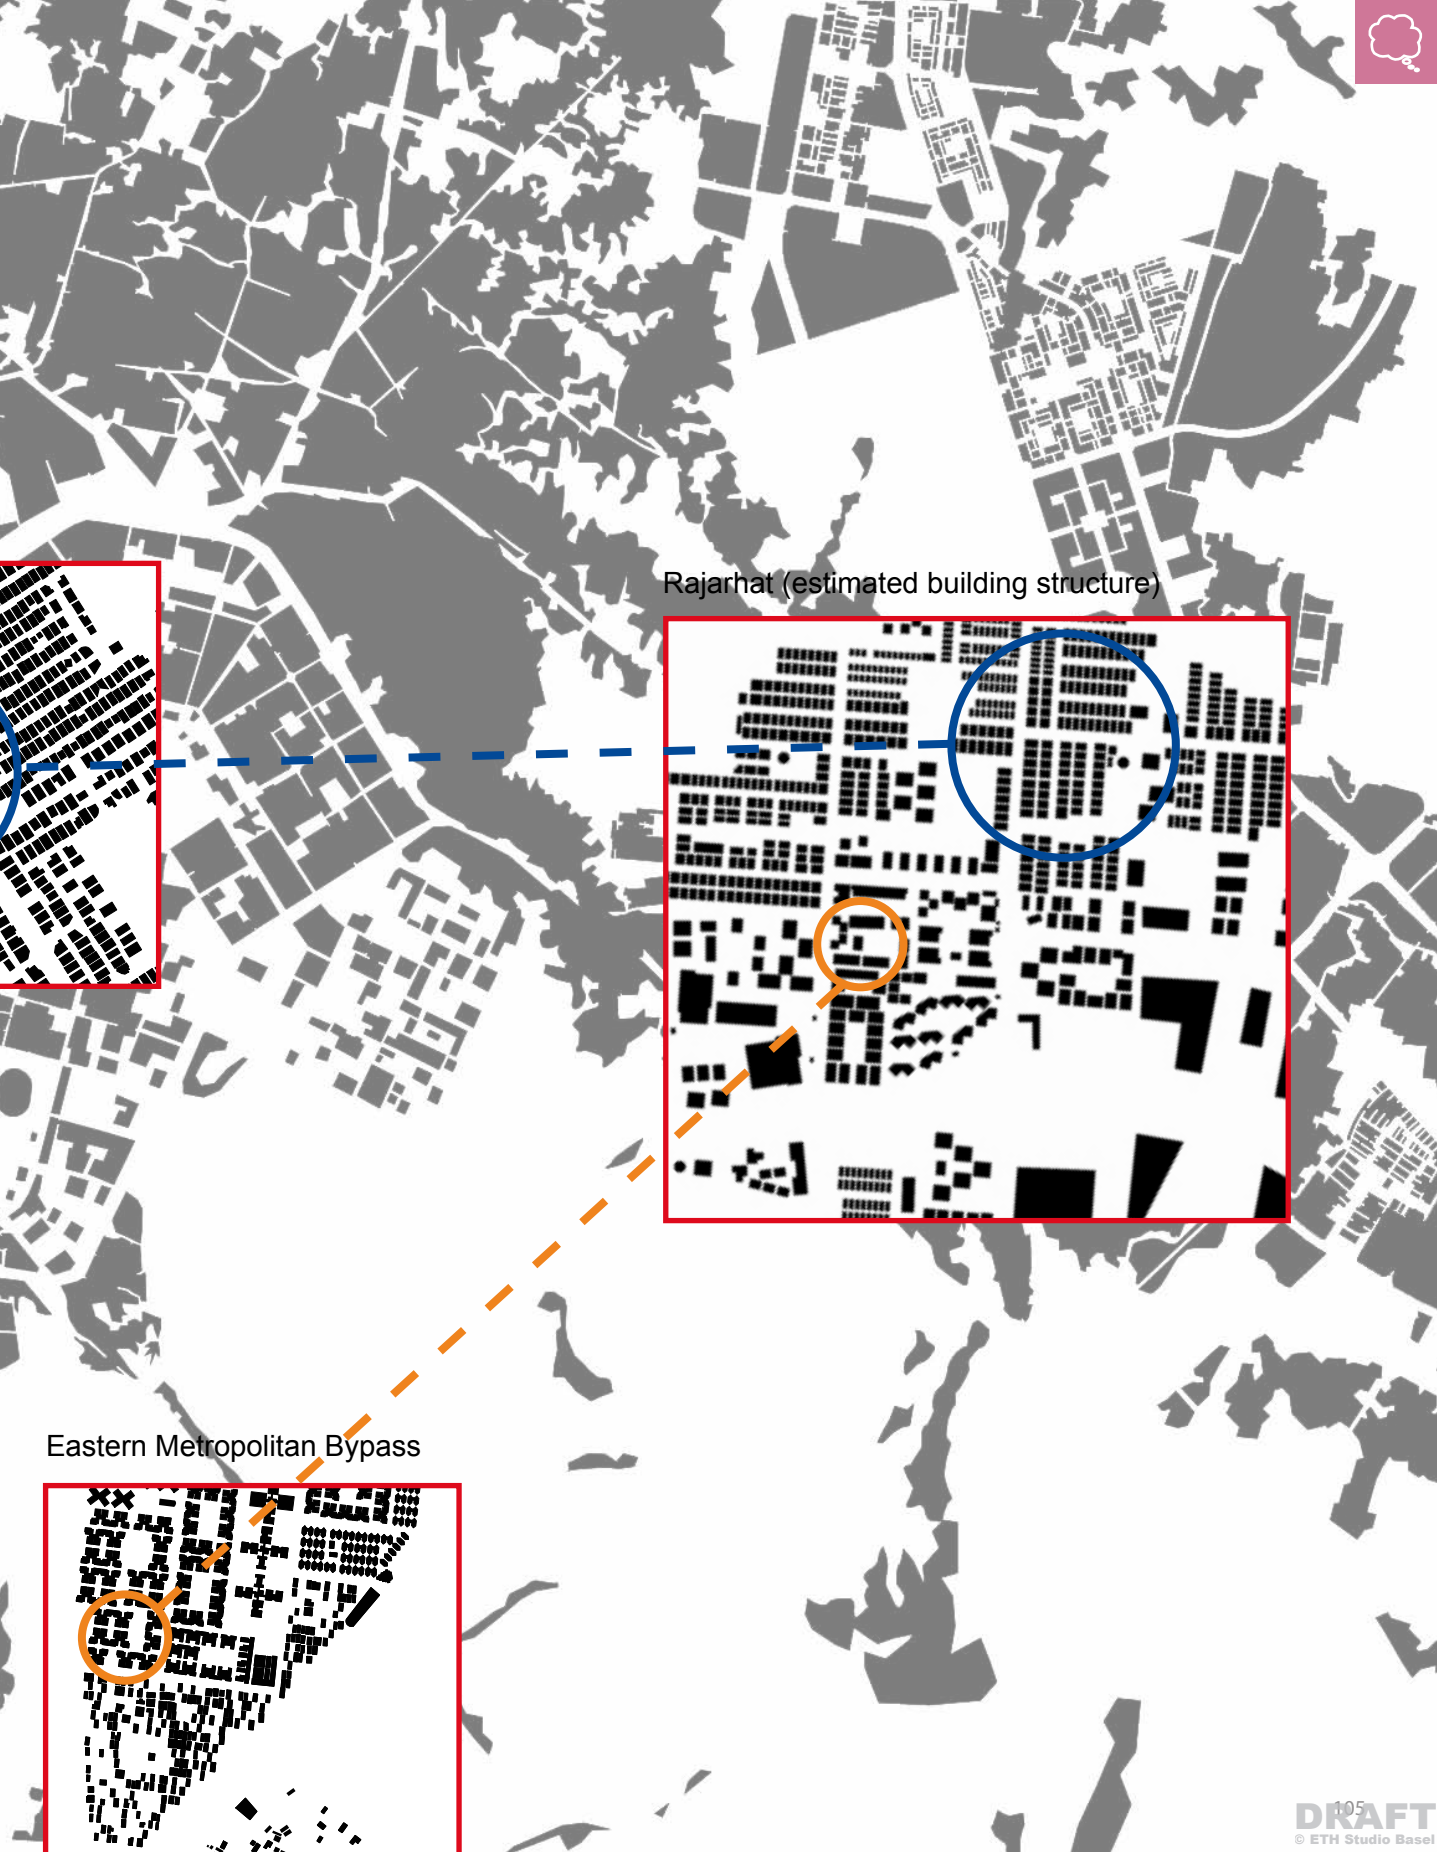 Rajarhat (estimated building structure)
Eastern Metropolitan Bypass
105
DRAFT
© ETH Studio Basel